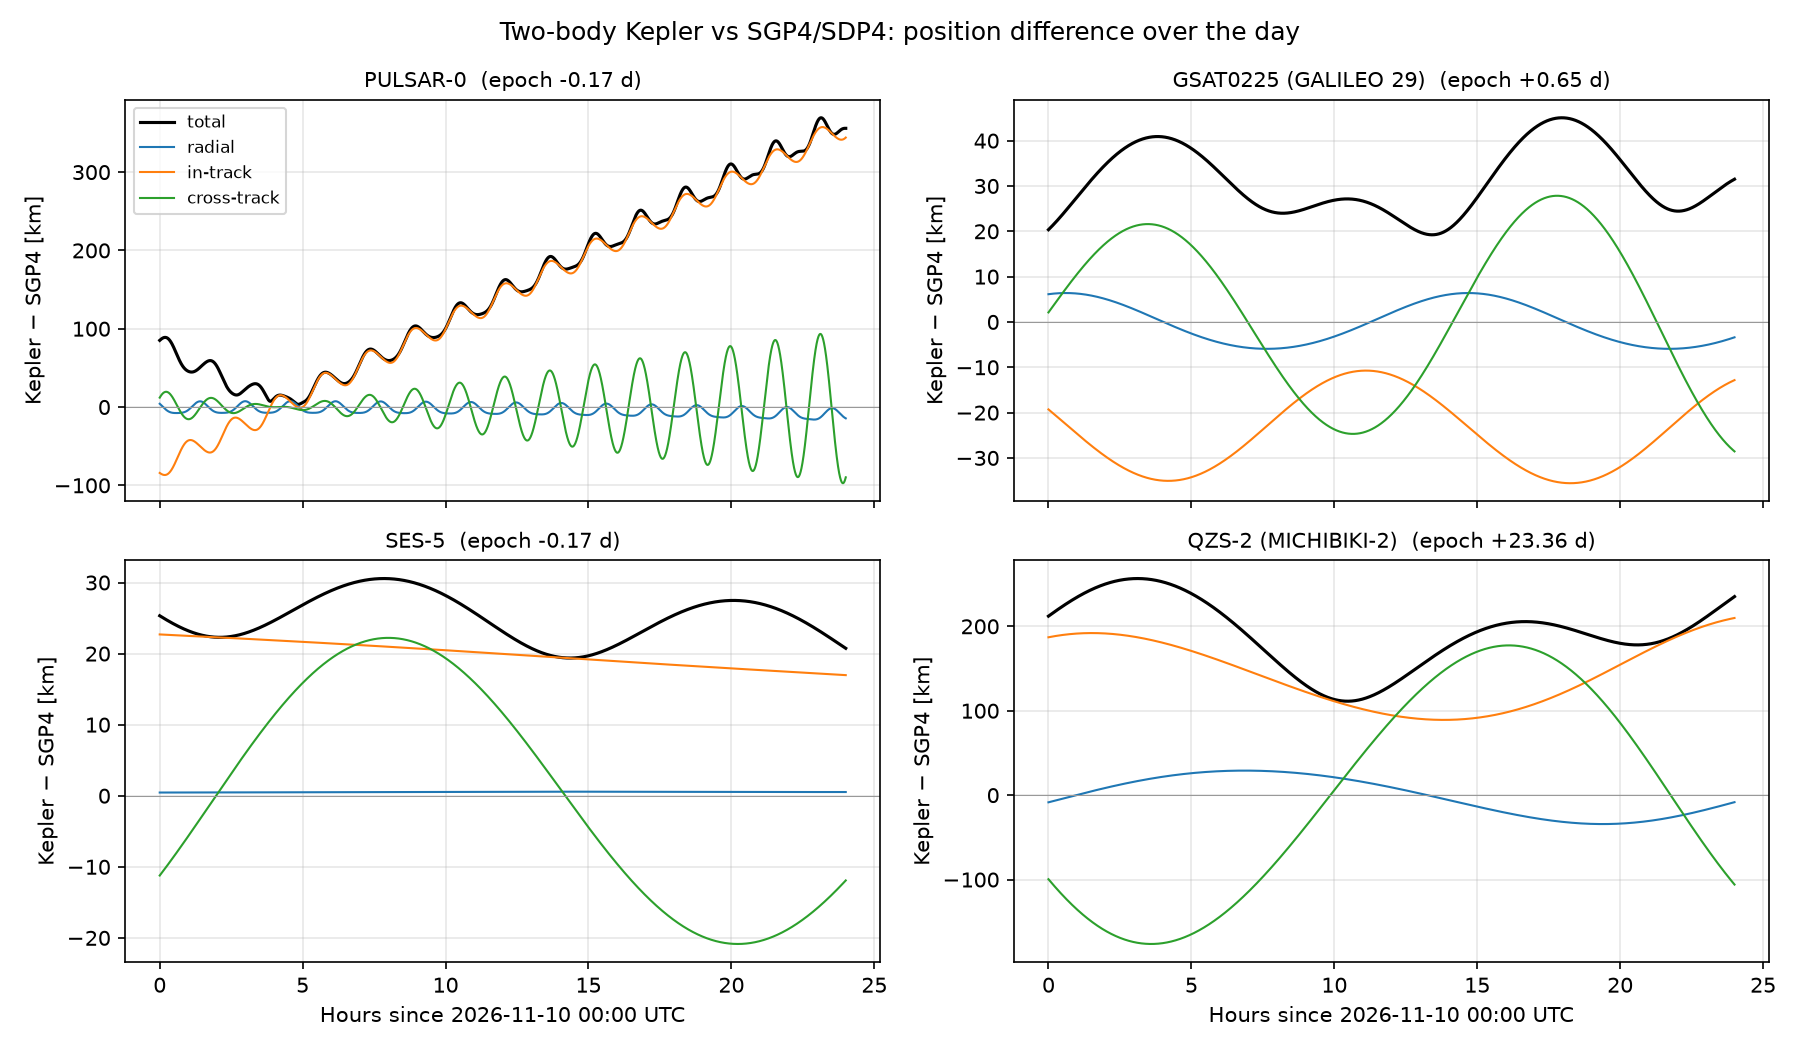 Two-body Kepler vs SGP4/SDP4: position difference over the day
PULSAR-0 (epoch -0.17 d)
total
radial
in-track
cross-track
300
200
100
0
−100
Kepler − SGP4 [km]
GSAT0225 (GALILEO 29) (epoch +0.65 d)
40
30
20
10
0
−10
−20
−30
Kepler − SGP4 [km]
SES-5 (epoch -0.17 d)
30
20
10
0
−10
−20
Kepler − SGP4 [km]
0 5 10 15 20 25
Hours since 2026-11-10 00:00 UTC
QZS-2 (MICHIBIKI-2) (epoch +23.36 d)
200
100
0
−100
Kepler − SGP4 [km]
0 5 10 15 20 25
Hours since 2026-11-10 00:00 UTC